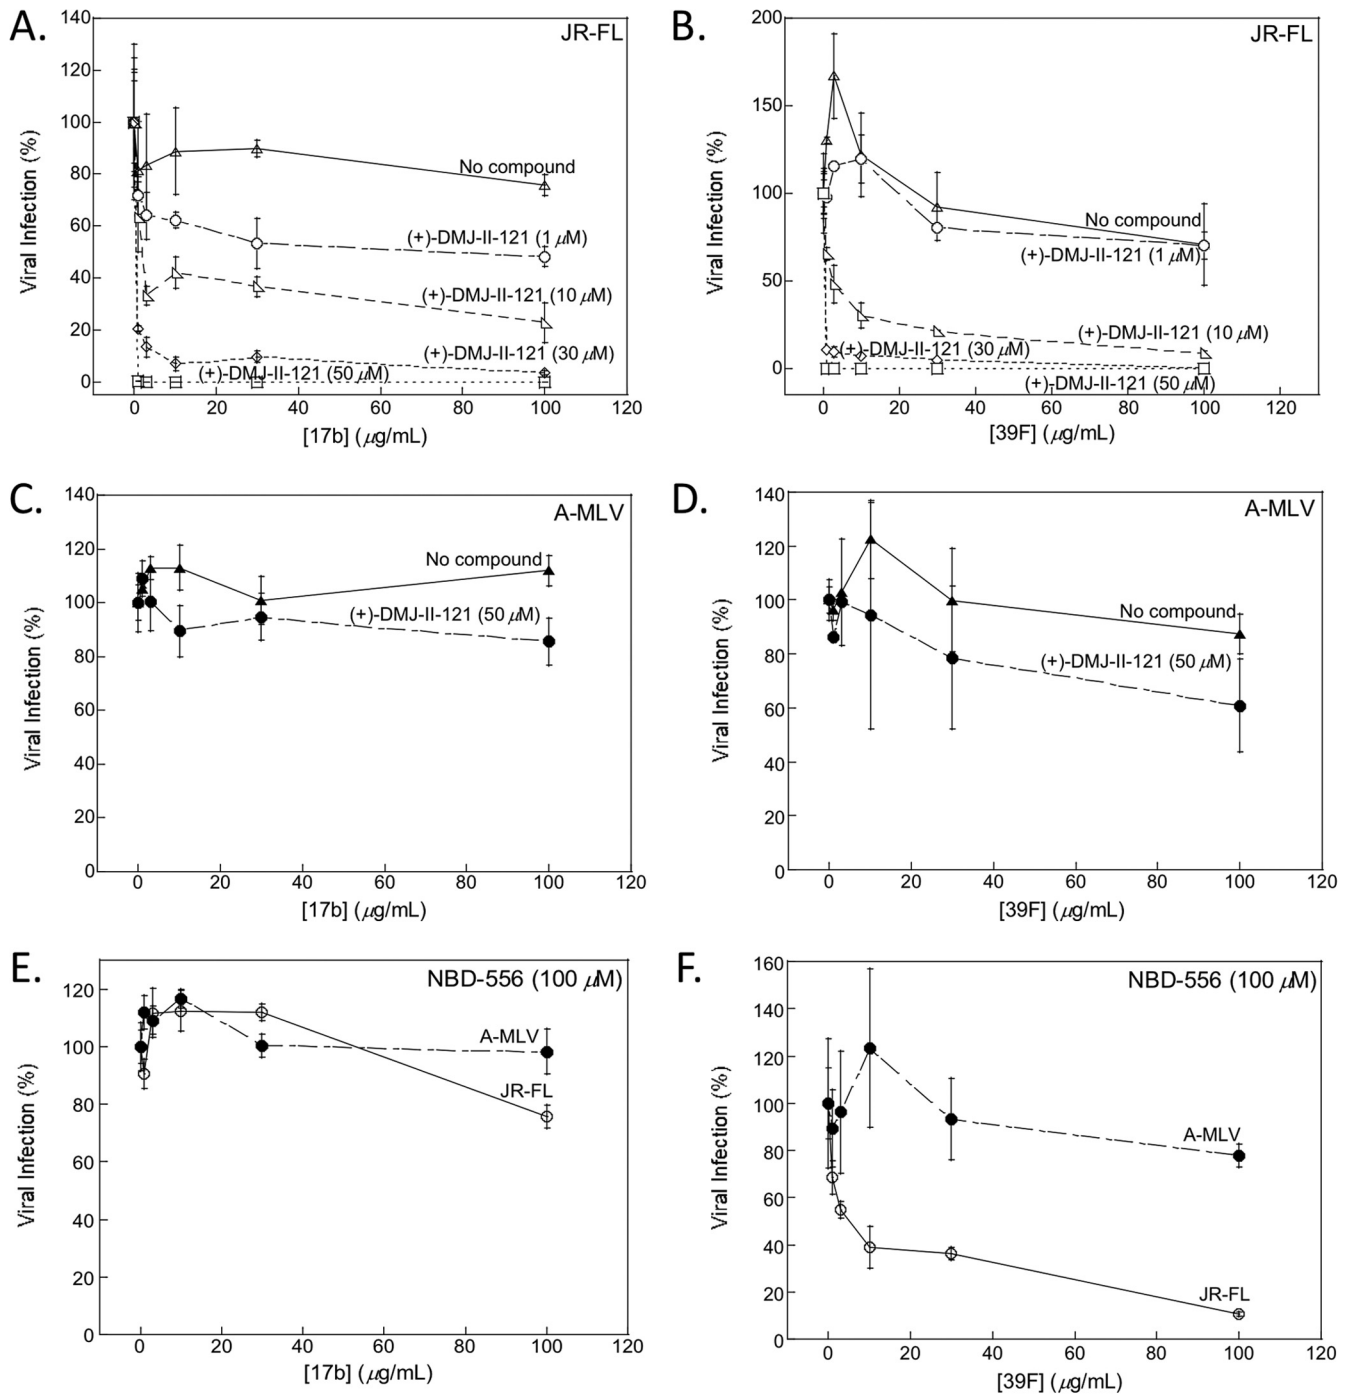 A.
JR-FL
140
120
100
80
60
40
20
0
Viral Infection (%)
No compound
(+)-DMJ-II-121 (1 μM)
(+)-DMJ-II-121 (10 μM)
(+)-DMJ-II-121 (30 μM)
(+)-DMJ-II-121 (50 μM)
0 20 40 60 80 100 120
[17b] (μg/mL)
B.
JR-FL
200
150
100
50
0
Viral Infection (%)
No compound
(+)-DMJ-II-121 (1 μM)
(+)-DMJ-II-121 (10 μM)
(+)-DMJ-II-121 (30 μM)
(+)-DMJ-II-121 (50 μM)
0 20 40 60 80 100 120
[39F] (μg/mL)
C.
A-MLV
140
120
100
80
60
40
20
0
Viral Infection (%)
No compound
(+)-DMJ-II-121 (50 μM)
0 20 40 60 80 100 120
[17b] (μg/mL)
D.
A-MLV
140
120
100
80
60
40
20
0
Viral Infection (%)
No compound
(+)-DMJ-II-121 (50 μM)
0 20 40 60 80 100 120
[39F] (μg/mL)
E.
NBD-556 (100 μM)
120
100
80
60
40
20
0
Viral Infection (%)
A-MLV
JR-FL
0 20 40 60 80 100 120
[17b] (μg/mL)
F.
NBD-556 (100 μM)
160
140
120
100
80
60
40
20
0
Viral Infection (%)
A-MLV
JR-FL
0 20 40 60 80 100 120
[39F] (μg/mL)